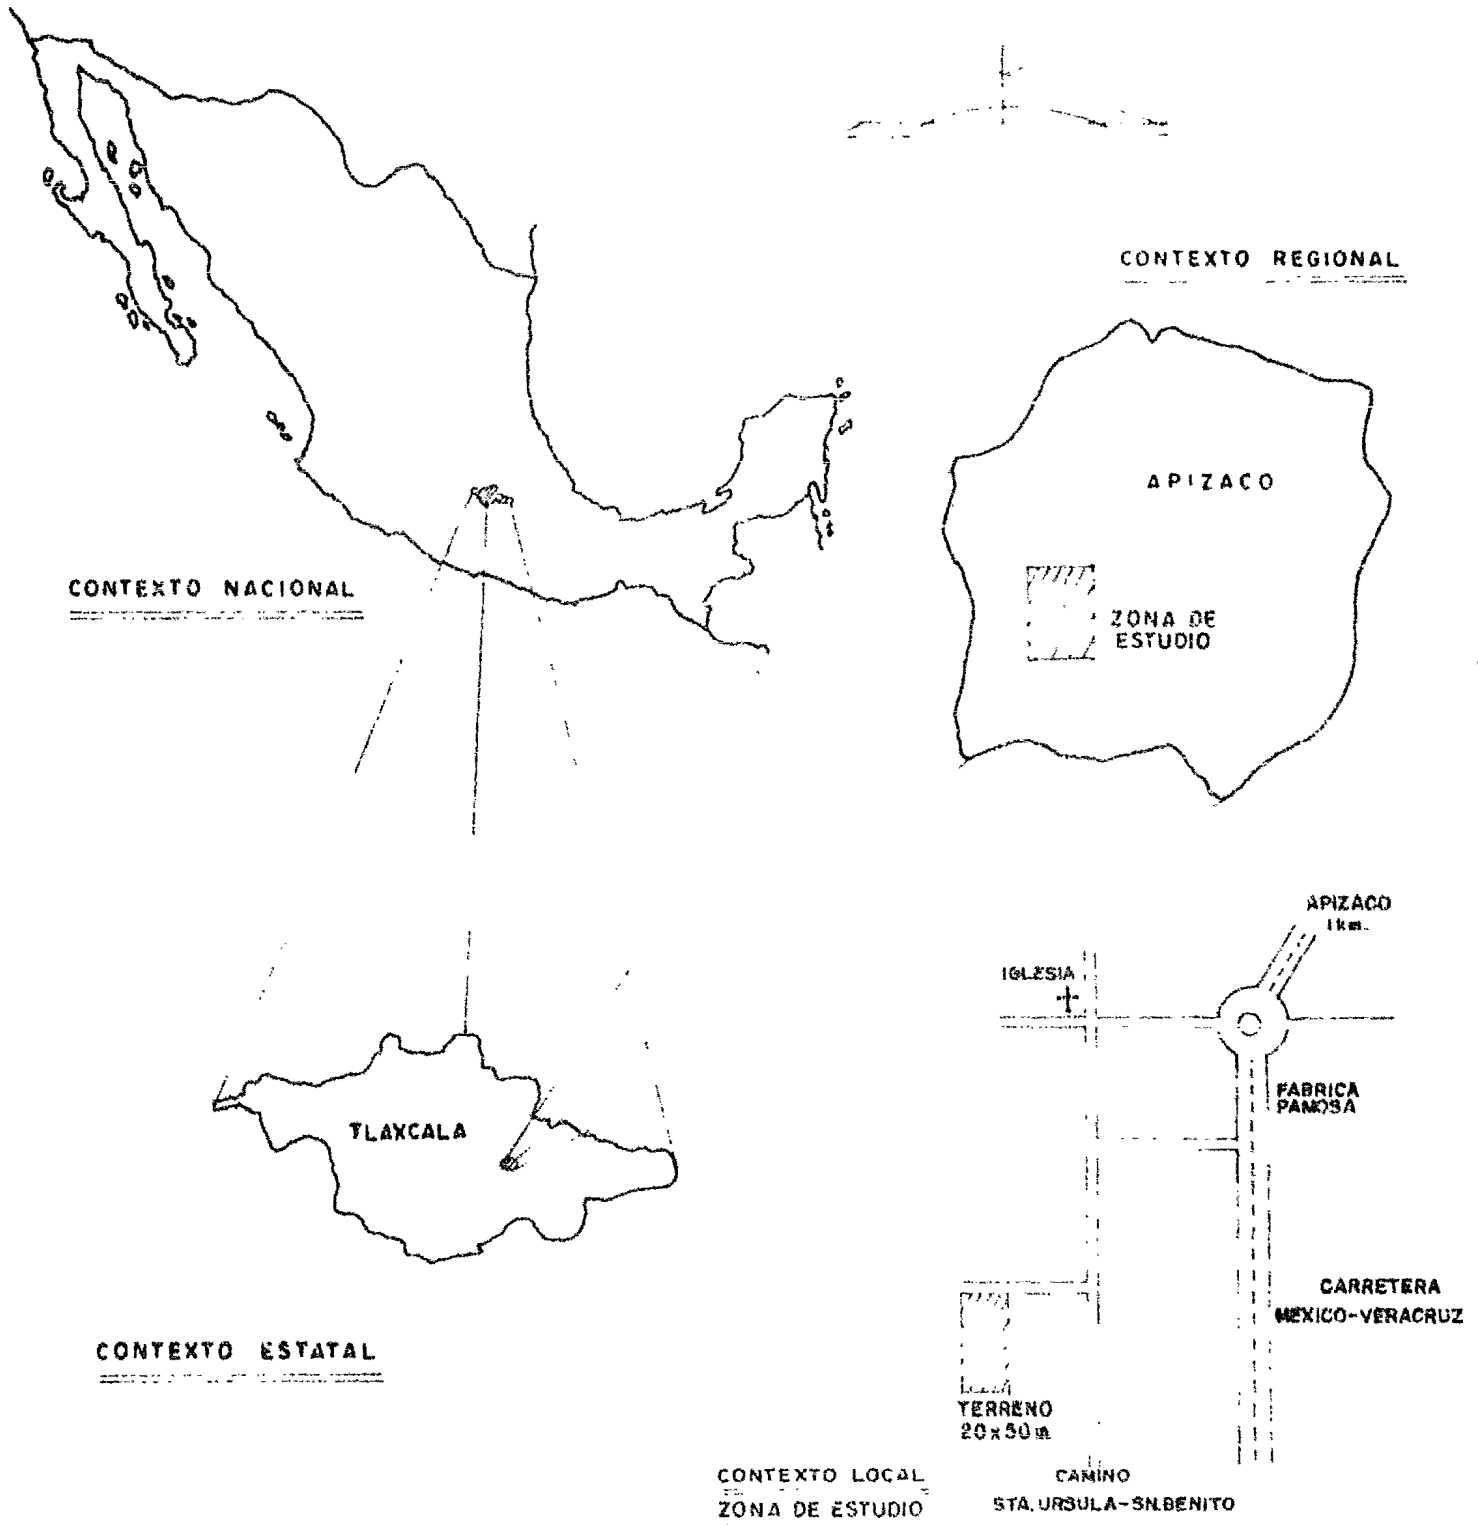 CONTEXTO REGIONAL
APIZACO
CONTEXTO NACIONAL
ZONA DE
ESTUDIO
APIZACO
1km.
IGLESIA
FABRICA
PAMOSA
TLAXCALA
CARRETERA
MEXICO-VERACRUZ
CONTEXTO ESTATAL
TERRENO
20x50m
CONTEXTO LOCAL
ZONA DE ESTUDIO
CAMINO
STA. URSULA-SN.BENITO